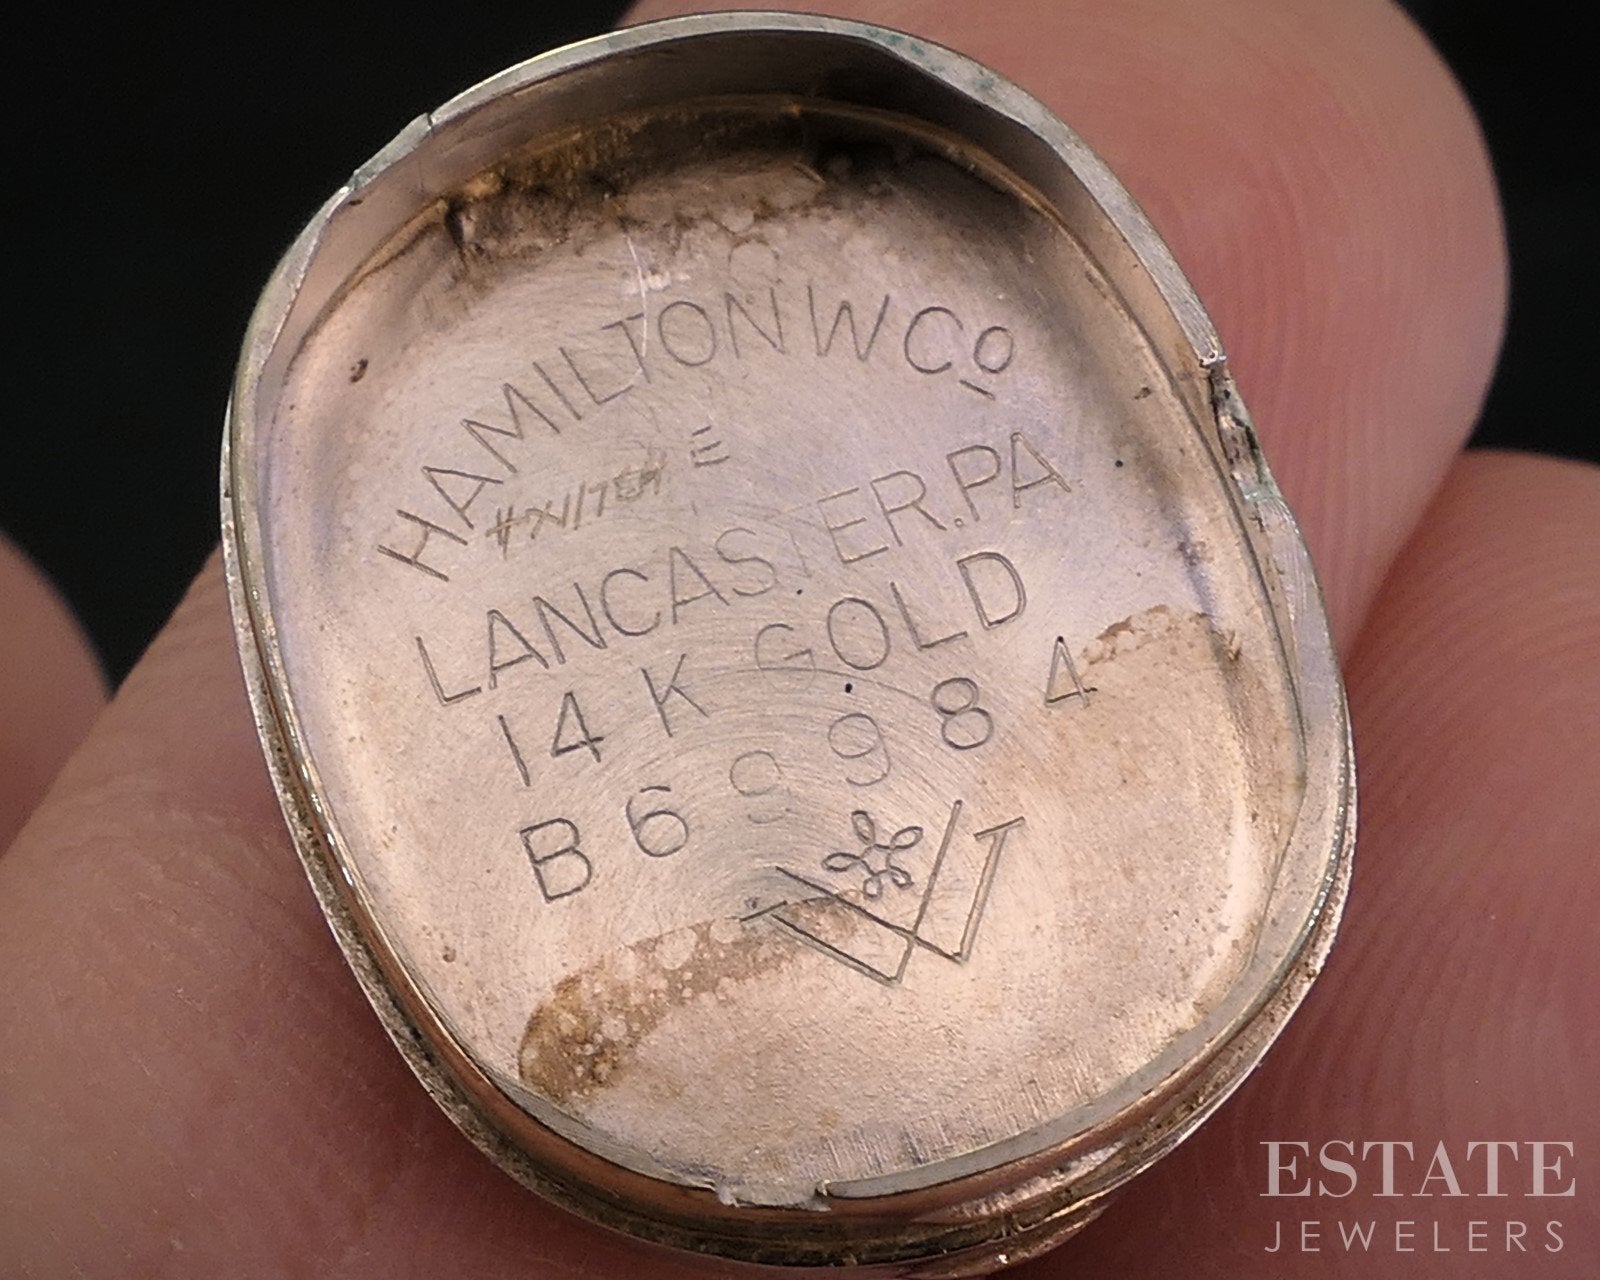 HAMILTON W Co
E
LANCASTER.PA
14 K GOLD
B 6 9 9 8 4
W
ESTATE
JEWELERS